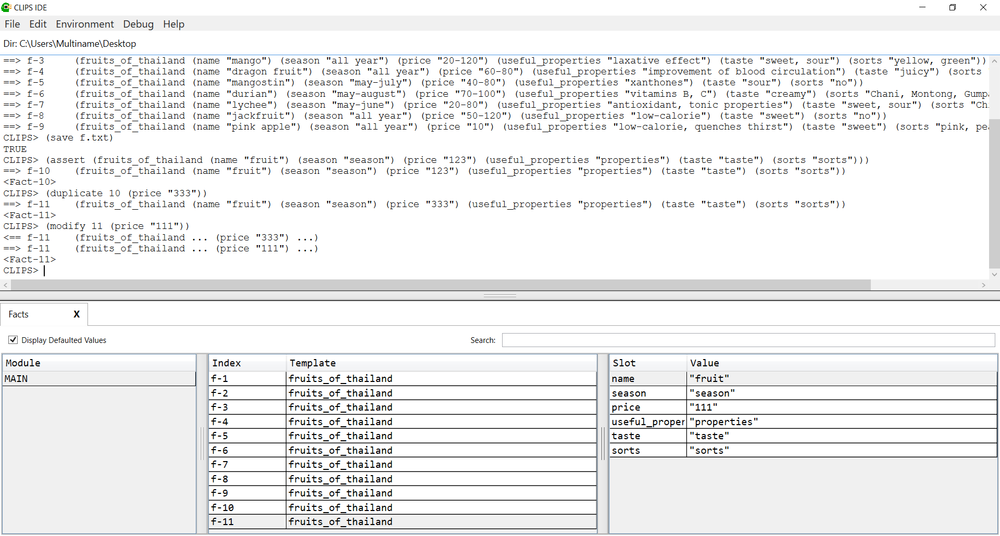 CLIPS IDE
File Edit Environment Debug Help
Dir: C:\Users\Multiname\Desktop
==> f-3     (fruits_of_thailand (name "mango") (season "all year") (price "20-120") (useful_properties "laxative effect") (taste "sweet, sour") (sorts "yellow, green"))
==> f-4     (fruits_of_thailand (name "dragon fruit") (season "all year") (price "60-80") (useful_properties "improvement of blood circulation") (taste "juicy") (sorts
==> f-5     (fruits_of_thailand (name "mangostin") (season "may-july") (price "40-80") (useful_properties "xanthones") (taste "sour") (sorts "no"))
==> f-6     (fruits_of_thailand (name "durian") (season "may-august") (price "70-100") (useful_properties "vitamins B, C") (taste "creamy") (sorts "Chani, Montong, Gumpa
==> f-7     (fruits_of_thailand (name "lychee") (season "may-june") (price "20-80") (useful_properties "antioxidant, tonic properties") (taste "sweet, sour") (sorts "Ch
==> f-8     (fruits_of_thailand (name "jackfruit") (season "all year") (price "50-120") (useful_properties "low-calorie") (taste "sweet") (sorts "no"))
==> f-9     (fruits_of_thailand (name "pink apple") (season "all year") (price "10") (useful_properties "low-calorie, quenches thirst") (taste "sweet") (sorts "pink, pea
CLIPS> (save f.txt)
TRUE
CLIPS> (assert (fruits_of_thailand (name "fruit") (season "season") (price "123") (useful_properties "properties") (taste "taste") (sorts "sorts")))
==> f-10    (fruits_of_thailand (name "fruit") (season "season") (price "123") (useful_properties "properties") (taste "taste") (sorts "sorts"))
<Fact-10>
CLIPS> (duplicate 10 (price "333"))
==> f-11    (fruits_of_thailand (name "fruit") (season "season") (price "333") (useful_properties "properties") (taste "taste") (sorts "sorts"))
<Fact-11>
CLIPS> (modify 11 (price "111"))
<== f-11    (fruits_of_thailand ... (price "333") ...)
==> f-11    (fruits_of_thailand ... (price "111") ...)
<Fact-11>
CLIPS>
Facts X
Display Defaulted Values Search:
Module
MAIN
Index Template
f-1 fruits_of_thailand
f-2 fruits_of_thailand
f-3 fruits_of_thailand
f-4 fruits_of_thailand
f-5 fruits_of_thailand
f-6 fruits_of_thailand
f-7 fruits_of_thailand
f-8 fruits_of_thailand
f-9 fruits_of_thailand
f-10 fruits_of_thailand
f-11 fruits_of_thailand
Slot Value
name "fruit"
season "season"
price "111"
useful_proper "properties"
taste "taste"
sorts "sorts"